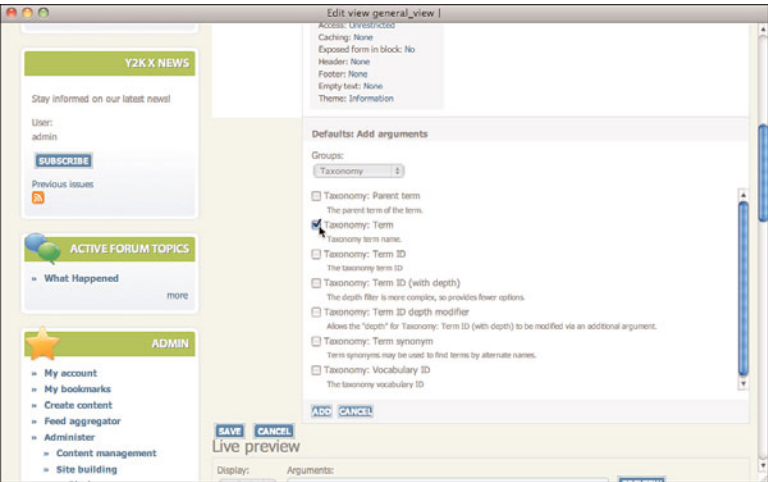 Edit view general_view |
Y2K X NEWS
Stay informed on our latest news!
User:
admin
SUBSCRIBE
Previous issues
ACTIVE FORUM TOPICS
» What Happened
more
ADMIN
» My account
» My bookmarks
» Create content
» Feed aggregator
» Administer
» Content management
» Site building
Access: Unrestricted
Caching: None
Exposed form in block: No
Header: None
Footer: None
Empty text: None
Theme: Information
Defaults: Add arguments
Groups:
Taxonomy
Taxonomy: Parent term
The parent term of the term.
Taxonomy: Term
Taxonomy term name.
Taxonomy: Term ID
The taxonomy term ID
Taxonomy: Term ID (with depth)
The depth filter is more complex, so provides fewer options.
Taxonomy: Term ID depth modifier
Allows the "depth" for Taxonomy: Term ID (with depth) to be modified via an additional argument.
Taxonomy: Term synonym
Term synonyms may be used to find terms by alternate names.
Taxonomy: Vocabulary ID
The taxonomy vocabulary ID
ADD CANCEL
SAVE CANCEL
Live preview
Display: Arguments: